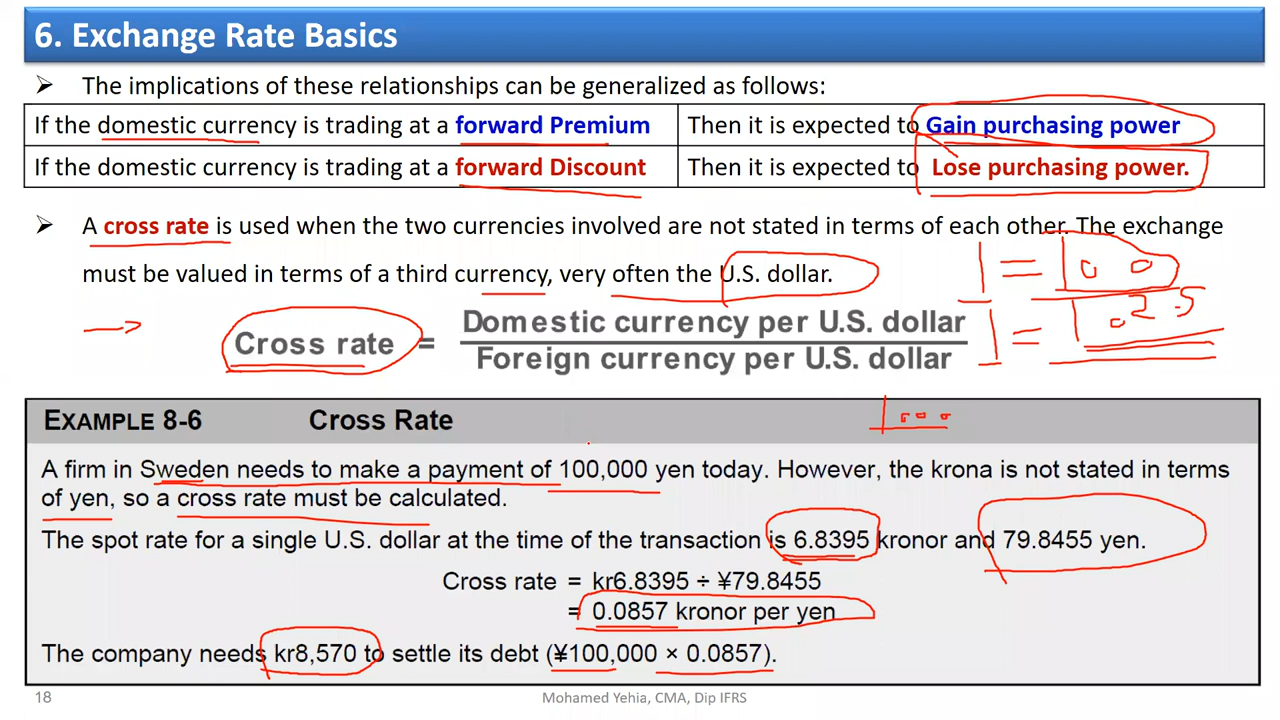 6. Exchange Rate Basics
➤ The implications of these relationships can be generalized as follows:
If the domestic currency is trading at a forward Premium Then it is expected to Gain purchasing power
If the domestic currency is trading at a forward Discount Then it is expected to Lose purchasing power.
➤ A cross rate is used when the two currencies involved are not stated in terms of each other. The exchange
must be valued in terms of a third currency, very often the U.S. dollar.
1 = 100
Cross rate = Domestic currency per U.S. dollar
Foreign currency per U.S. dollar
1 =
EXAMPLE 8-6 Cross Rate
A firm in Sweden needs to make a payment of 100,000 yen today. However, the krona is not stated in terms
of yen, so a cross rate must be calculated.
The spot rate for a single U.S. dollar at the time of the transaction is 6.8395 kronor and 79.8455 yen.
Cross rate = kr6.8395 ÷ ¥79.8455
= 0.0857 kronor per yen
The company needs kr8,570 to settle its debt (¥100,000 × 0.0857).
18 Mohamed Yehia, CMA, Dip IFRS